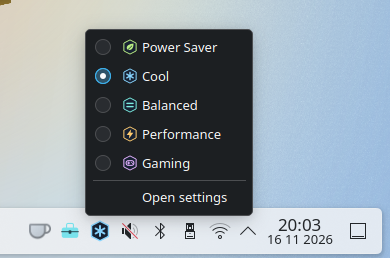 Power Saver
Cool
Balanced
Performance
Gaming
Open settings
20:03
16 11 2026